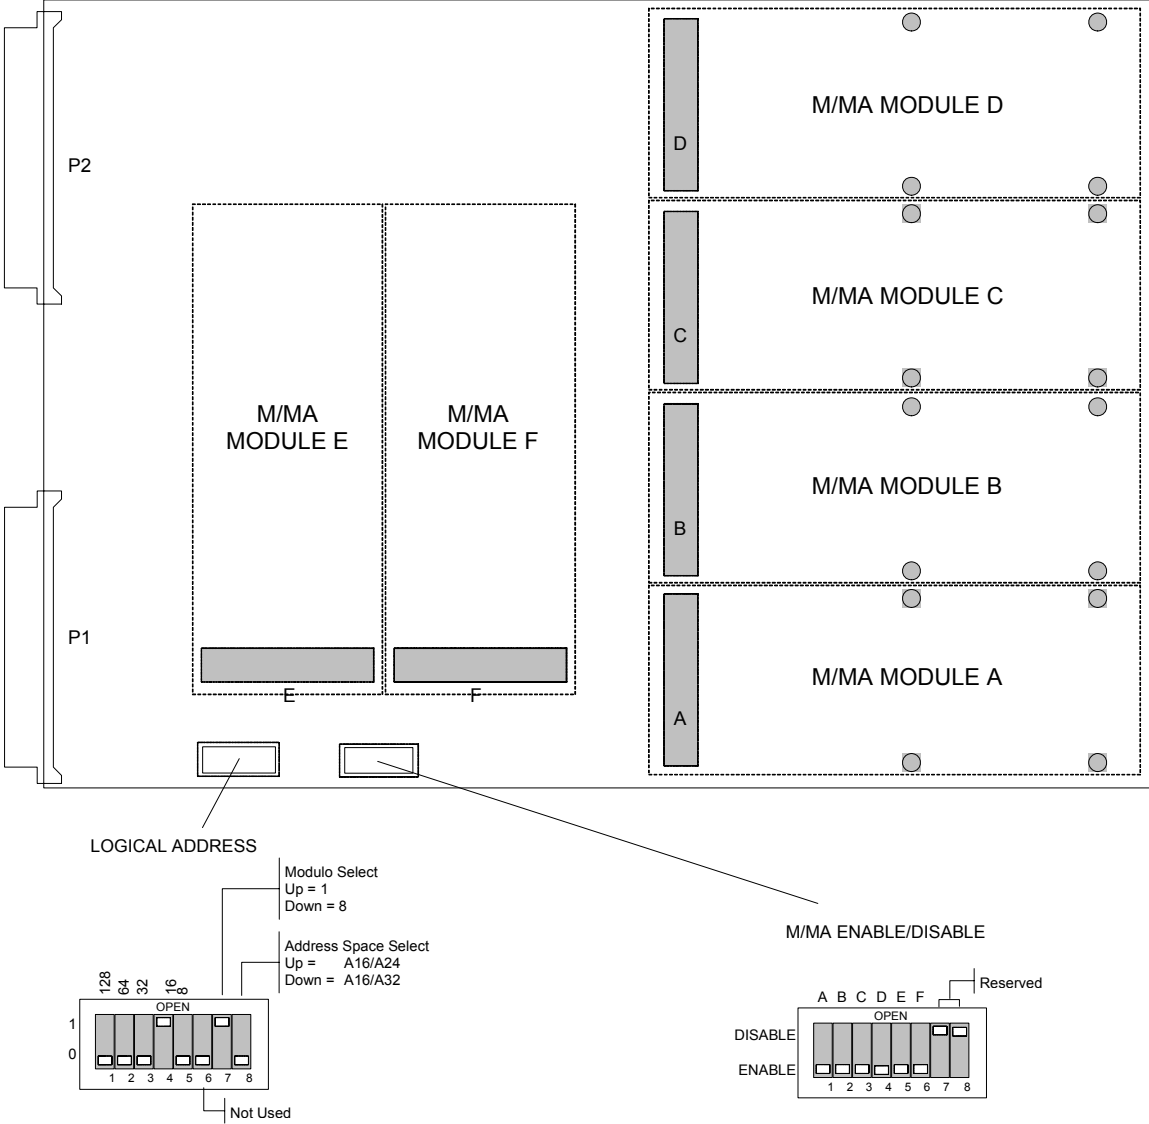 M/MA MODULE D
D
P2
M/MA MODULE C
C
M/MA
MODULE E
M/MA
MODULE F
M/MA MODULE B
B
P1
M/MA MODULE A
A
E
F
LOGICAL ADDRESS
Modulo Select
Up = 1
Down = 8
Address Space Select
Up = A16/A24
Down = A16/A32
128 64 32 16 8
OPEN
1
0
1 2 3 4 5 6 7 8
Not Used
M/MA ENABLE/DISABLE
Reserved
A B C D E F
OPEN
DISABLE
ENABLE
1 2 3 4 5 6 7 8